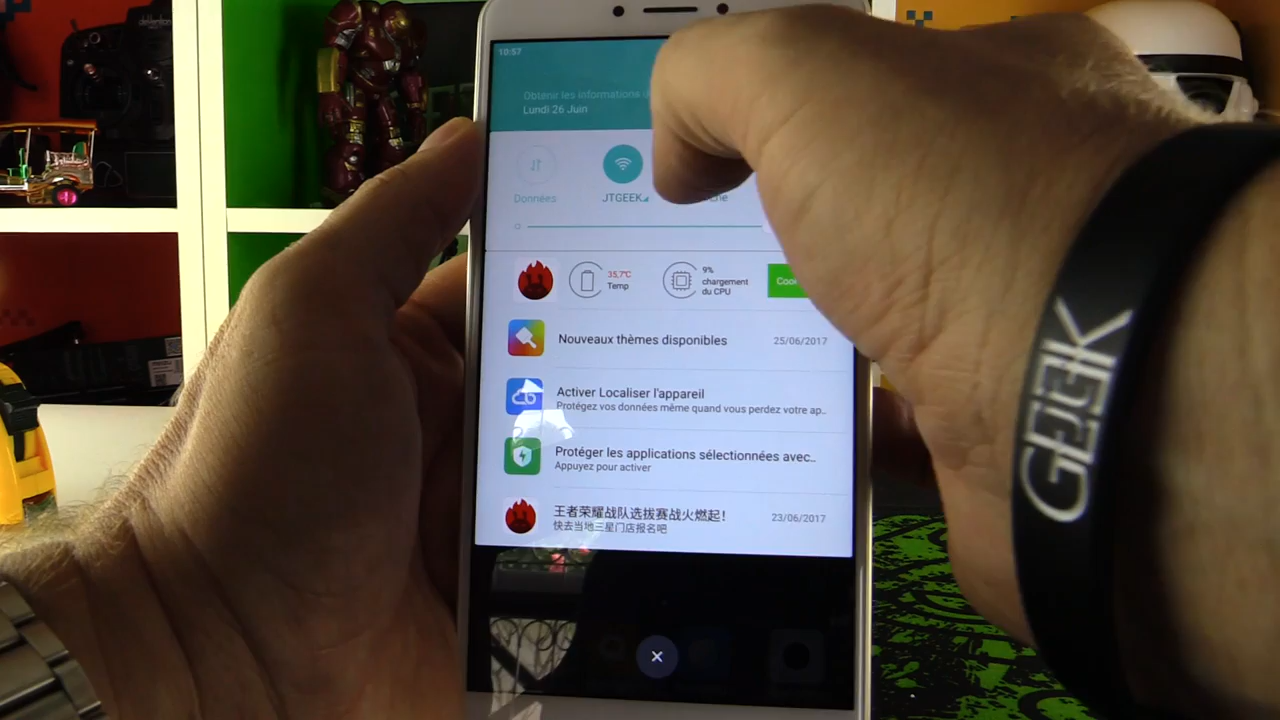 10:57
Obtenir les informations
Lundi 26 Juin
Données
JTGEEK
35,7°C
Temp
9%
chargement
du CPU
Nouveaux thèmes disponibles
25/06/2017
Activer Localiser l'appareil
Protégez vos données même quand vous perdez votre ap..
Protéger les applications sélectionnées avec..
Appuyez pour activer
王者荣耀战队选拔赛战火燃起!
23/06/2017
快去当地三星门店报名吧
GEEK